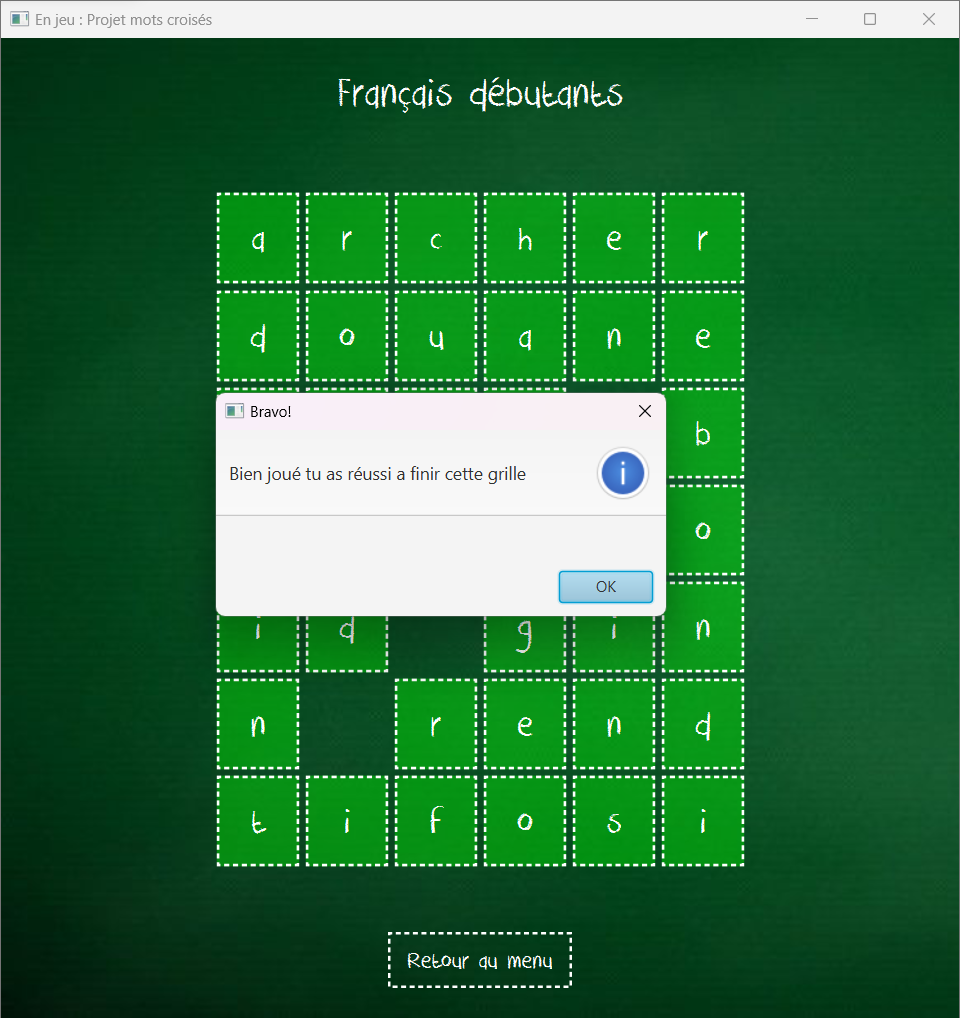 En jeu : Projet mots croisés
Français débutants
a r c h e r
d o u a n e
b
Bravo!
Bien joué tu as réussi a finir cette grille
i
o
OK
i d g i n
n r e n d
t i f o s i
Retour au menu